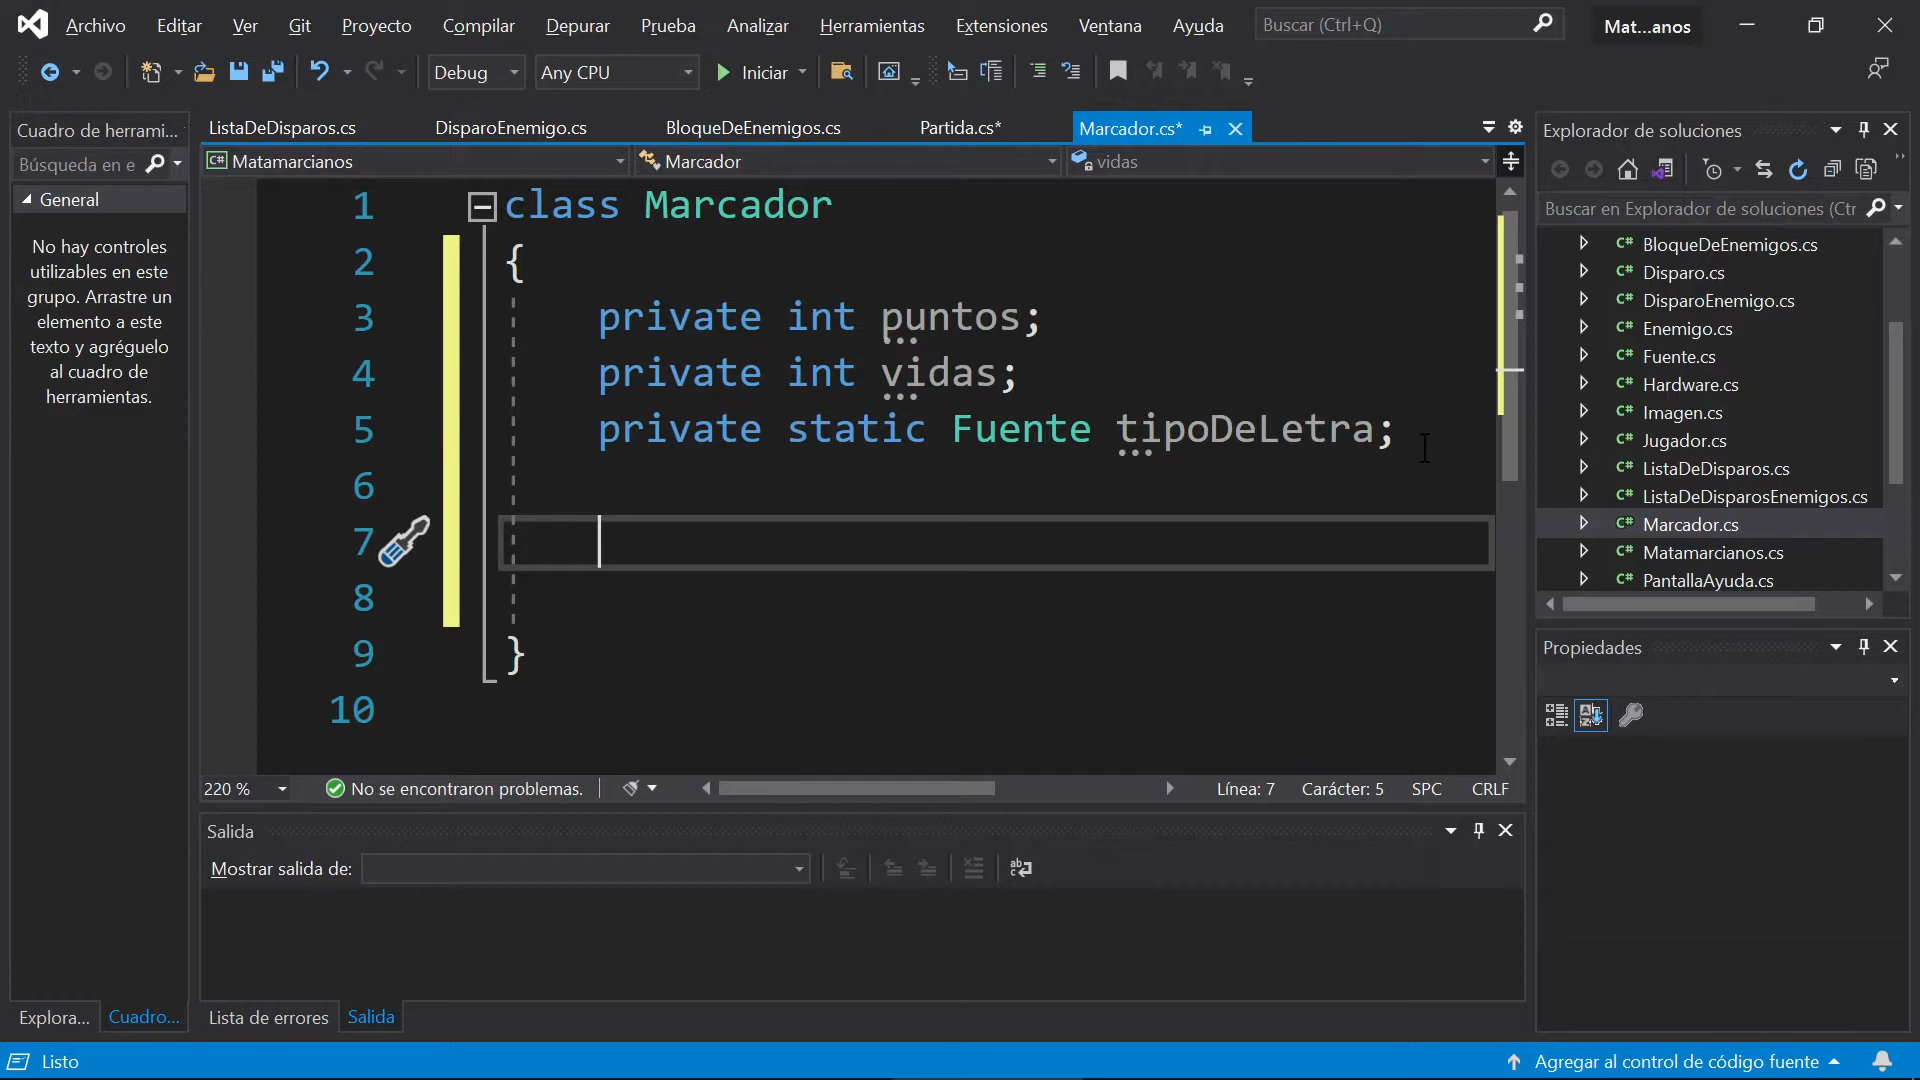 Archivo Editar Ver Git Proyecto Compilar Depurar Prueba Analizar Herramientas Extensiones Ventana Ayuda Buscar (Ctrl+Q) Mat...anos
Debug Any CPU Iniciar
Cuadro de herrami...
Búsqueda en e
General
No hay controles
utilizables en este
grupo. Arrastre un
elemento a este
texto y agréguelo
al cuadro de
herramientas.
ListaDeDisparos.cs DisparoEnemigo.cs BloqueDeEnemigos.cs Partida.cs* Marcador.cs*
C# Matamarcianos Marcador vidas
1 class Marcador
2 {
3 private int puntos;
4 private int vidas;
5 private static Fuente tipoDeLetra;
6
7
8
9 }
10
220 % No se encontraron problemas. Línea: 7 Carácter: 5 SPC CRLF
Salida
Mostrar salida de:
Explora... Cuadro... Lista de errores Salida
Explorador de soluciones
Buscar en Explorador de soluciones (Ctr
C# BloqueDeEnemigos.cs
C# Disparo.cs
C# DisparoEnemigo.cs
C# Enemigo.cs
C# Fuente.cs
C# Hardware.cs
C# Imagen.cs
C# Jugador.cs
C# ListaDeDisparos.cs
C# ListaDeDisparosEnemigos.cs
C# Marcador.cs
C# Matamarcianos.cs
C# PantallaAyuda.cs
Propiedades
Listo Agregar al control de código fuente